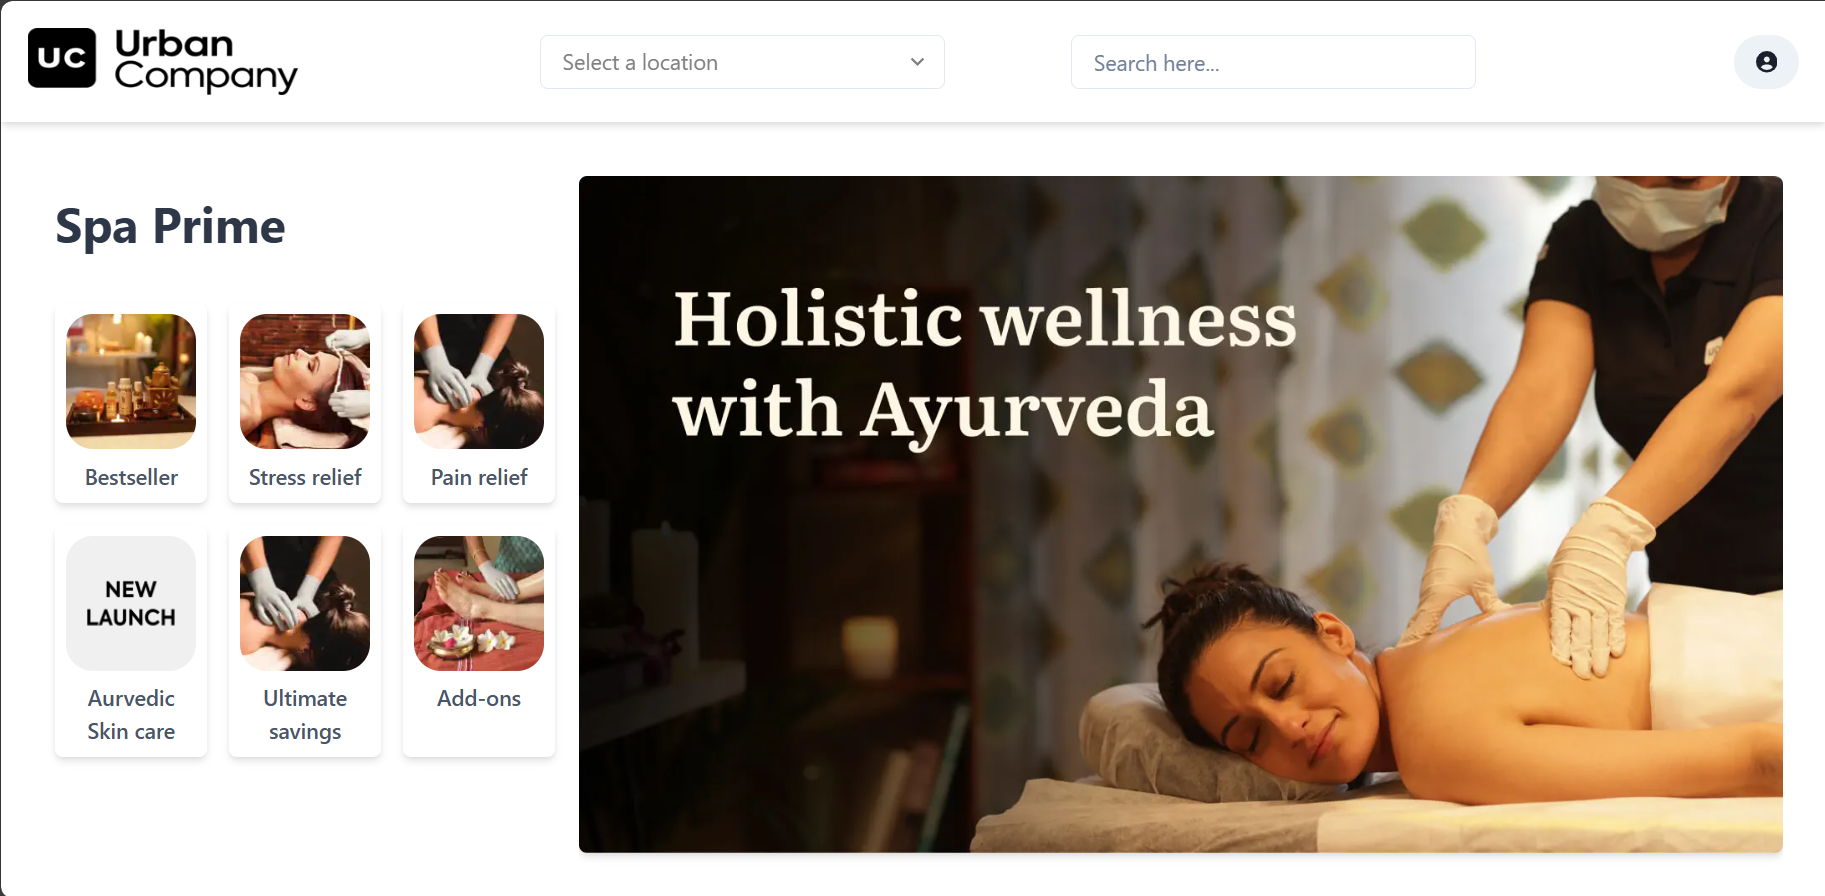 UC
Urban
Company
Select a location
Search here...
Spa Prime
Bestseller
Stress relief
Pain relief
NEW
LAUNCH
Aurvedic
Skin care
Ultimate
savings
Add-ons
Holistic wellness
with Ayurveda